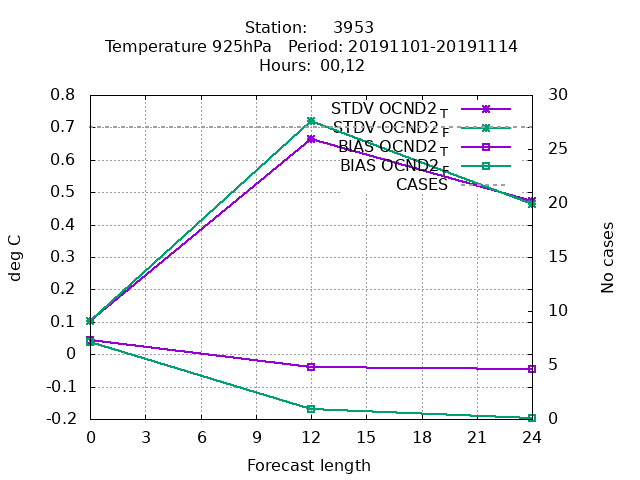 Station: 3953
Temperature 925hPa Period: 20191101-20191114
Hours: 00,12
0.8
0.7
0.6
0.5
0.4
0.3
0.2
0.1
0
-0.1
-0.2
deg C
STDV OCND2_T
STDV OCND2_F
BIAS OCND2_T
BIAS OCND2_F
CASES
30
25
20
15
10
5
0
No cases
0 3 6 9 12 15 18 21 24
Forecast length